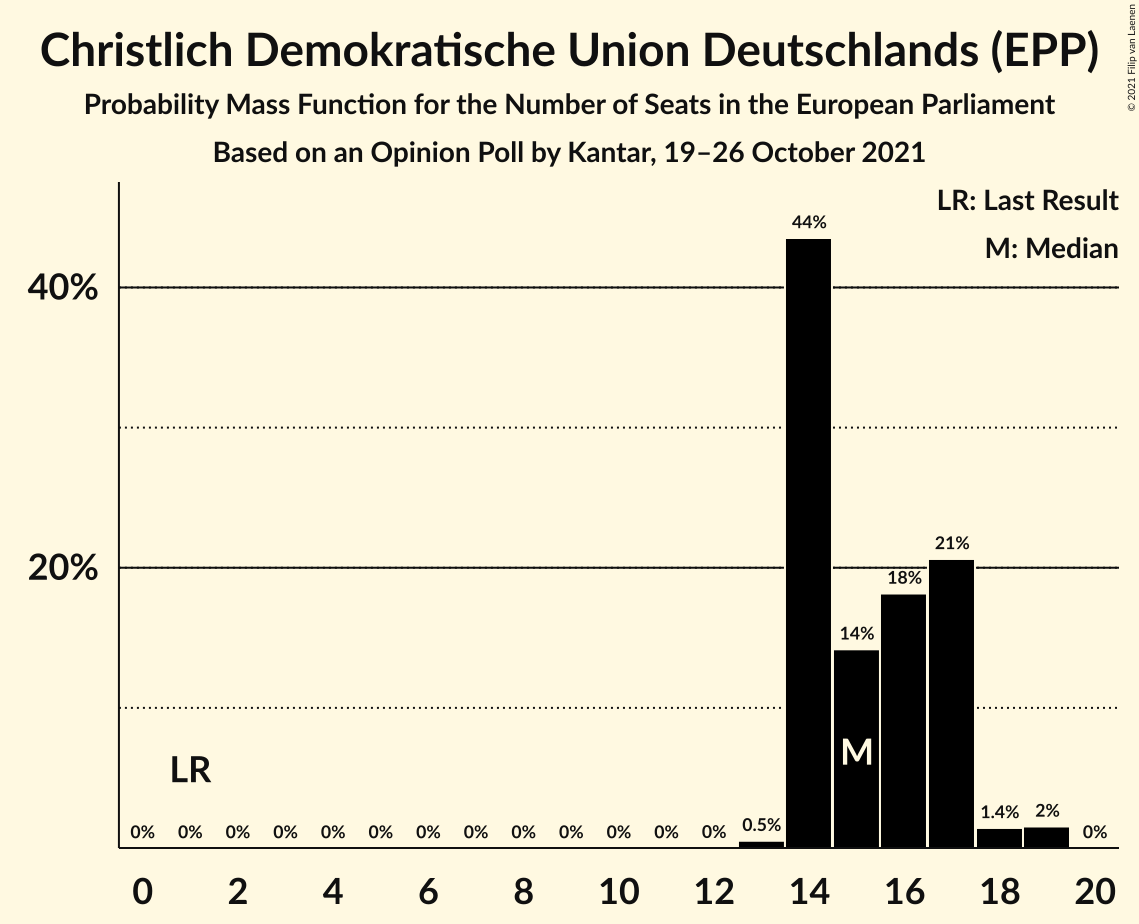 Christlich Demokratische Union Deutschlands (EPP)
Probability Mass Function for the Number of Seats in the European Parliament
Based on an Opinion Poll by Kantar, 19–26 October 2021
© 2021 Filip van Laenen
LR: Last Result
M: Median
44%
40%
21%
20%
18%
14%
M
LR
0% 0% 0% 0% 0% 0% 0% 0% 0% 0% 0% 0% 0% 0.5% 1.4% 2% 0%
0 2 4 6 8 10 12 14 16 18 20